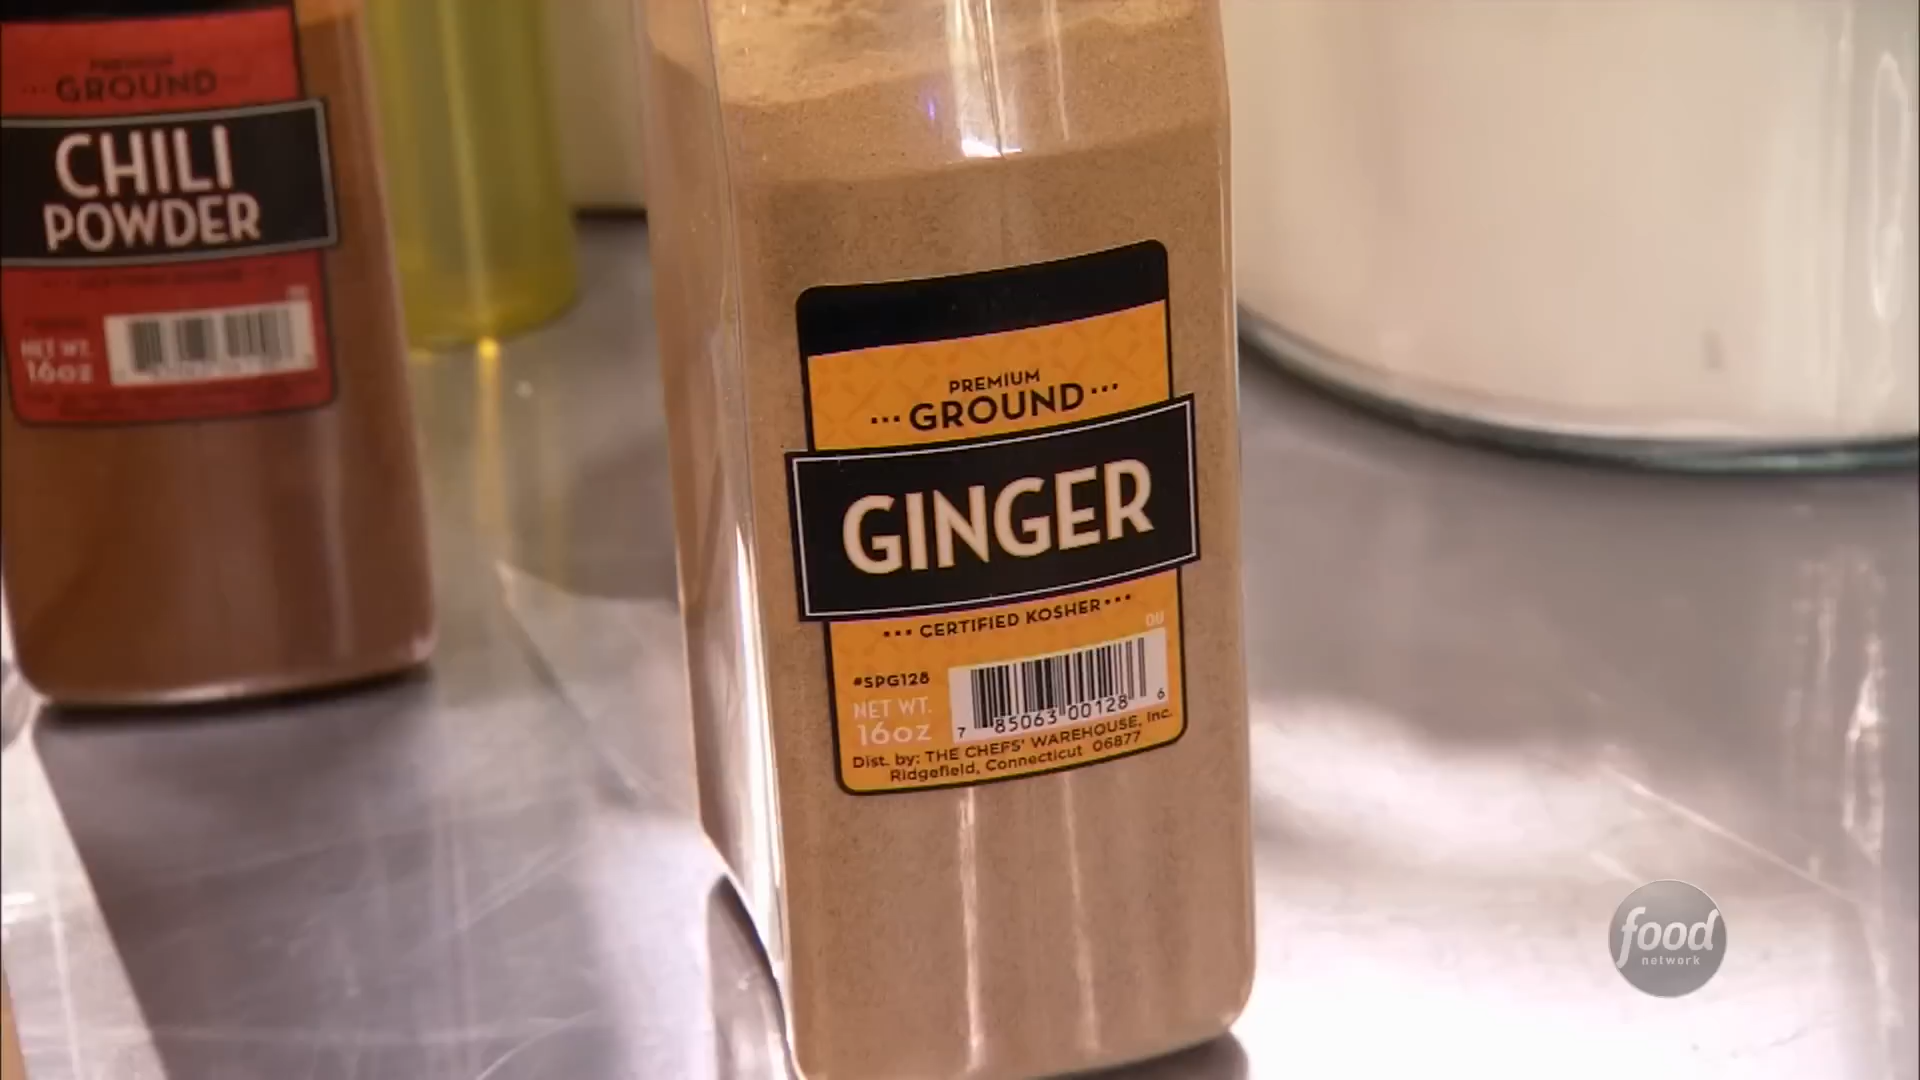 PREMIUM
GROUND
CHILI
POWDER
NET WT.
16oz
PREMIUM
••• GROUND •••
GINGER
••• CERTIFIED KOSHER •••
#SPG128
NET WT.
16oz
7 85063 00128 6
Dist. by: THE CHEFS' WAREHOUSE, Inc.
Ridgefield, Connecticut 06877
food
network